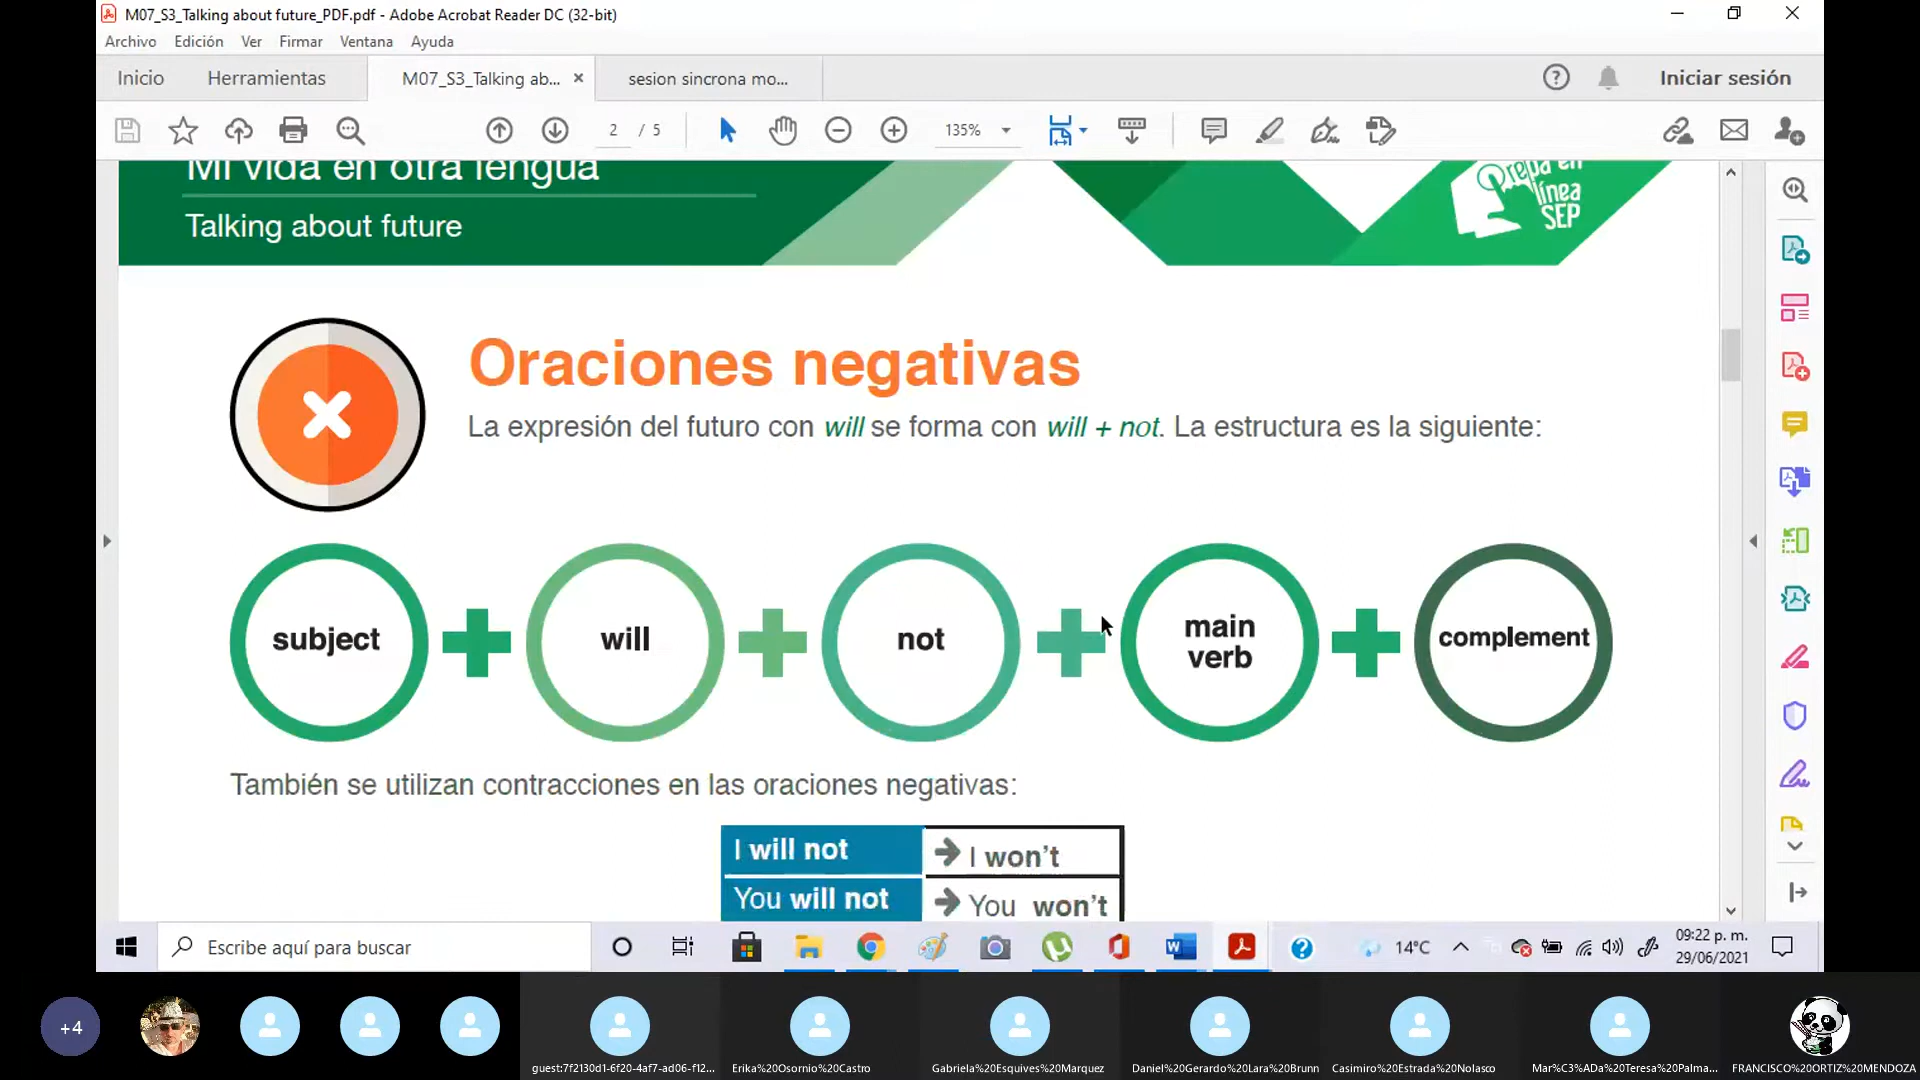 M07_S3_Talking about future_PDF.pdf - Adobe Acrobat Reader DC (32-bit)
Archivo Edición Ver Firmar Ventana Ayuda
Inicio Herramientas M07_S3_Talking ab... × sesion sincrona mo... Iniciar sesión
2 / 5 135%
Mi vida en otra lengua
Talking about future
Prepa en
línea
SEP
Oraciones negativas
La expresión del futuro con will se forma con will + not. La estructura es la siguiente:
subject + will + not + main verb + complement
También se utilizan contracciones en las oraciones negativas:
I will not → I won't
You will not → You won't
Escribe aquí para buscar
14°C
09:22 p. m.
29/06/2021
+4
guest:7f2130d1-6f20-4af7-ad06-f12...
Erika%20Osornio%20Castro
Gabriela%20Esquives%20Marquez
Daniel%20Gerardo%20Lara%20Brunn
Casimiro%20Estrada%20Nolasco
Mar%C3%ADa%20Teresa%20Palma...
FRANCISCO%20ORTIZ%20MENDOZA